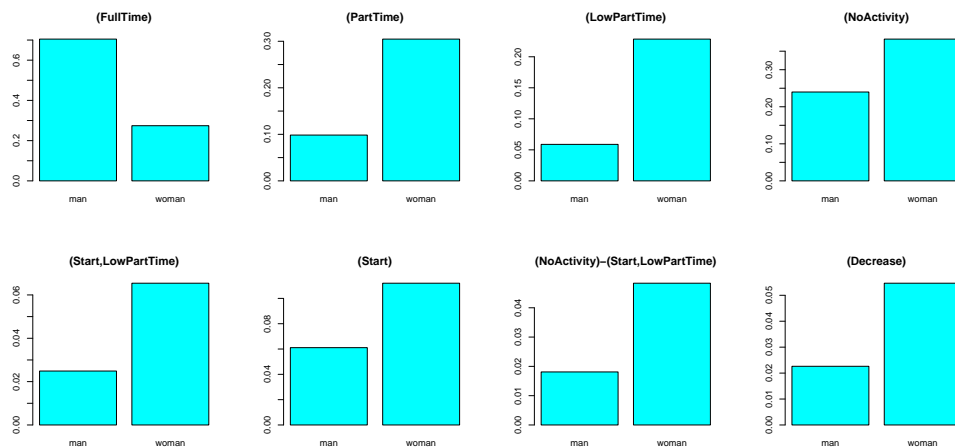 (FullTime)
0.0 0.2 0.4 0.6
man woman
(PartTime)
0.00 0.10 0.20 0.30
man woman
(LowPartTime)
0.00 0.05 0.10 0.15 0.20
man woman
(NoActivity)
0.00 0.10 0.20 0.30
man woman
(Start,LowPartTime)
0.00 0.02 0.04 0.06
man woman
(Start)
0.00 0.04 0.08
man woman
(NoActivity)–(Start,LowPartTime)
0.00 0.01 0.02 0.03 0.04
man woman
(Decrease)
0.00 0.01 0.02 0.03 0.04 0.05
man woman